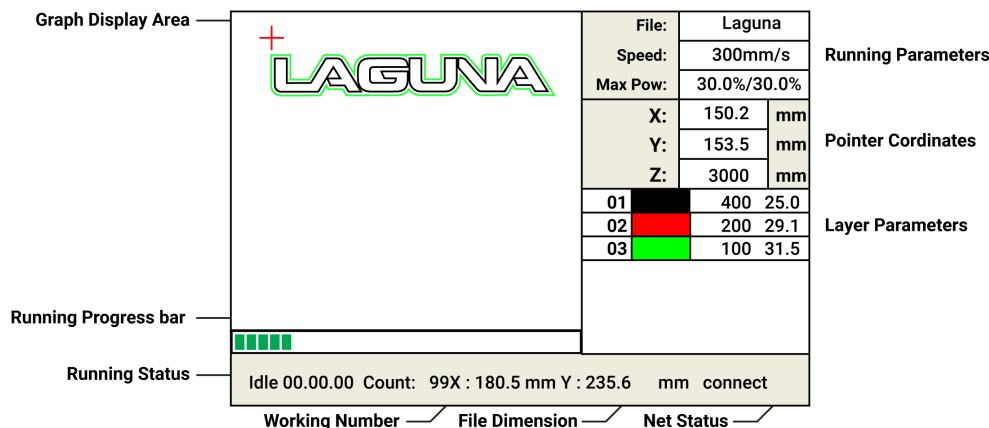 Graph Display Area
LAGUNA
File: Laguna
Speed: 300mm/s
Max Pow: 30.0%/30.0%
Running Parameters
X: 150.2 mm
Y: 153.5 mm
Z: 3000 mm
Pointer Cordinates
01 400 25.0
02 200 29.1
03 100 31.5
Layer Parameters
Running Progress bar
Running Status
Idle 00.00.00 Count: 99X : 180.5 mm Y : 235.6 mm connect
Working Number
File Dimension
Net Status